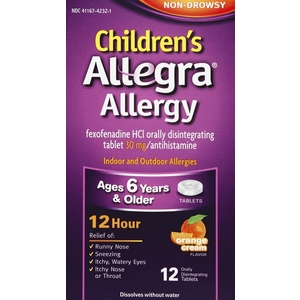 NON-DROWSY
NDC 41167-4232-1
Children's
Allegra®
Allergy
fexofenadine HCl orally disintegrating
tablet 30 mg/antihistamine
Indoor and Outdoor Allergies
Ages 6 Years
& Older
TABLETS
12 Hour
Relief of:
• Runny Nose
• Sneezing
• Itchy, Watery Eyes
• Itchy Nose
or Throat
orange
cream
FLAVOR
12 Orally
Disintegrating
Tablets
Dissolves without water